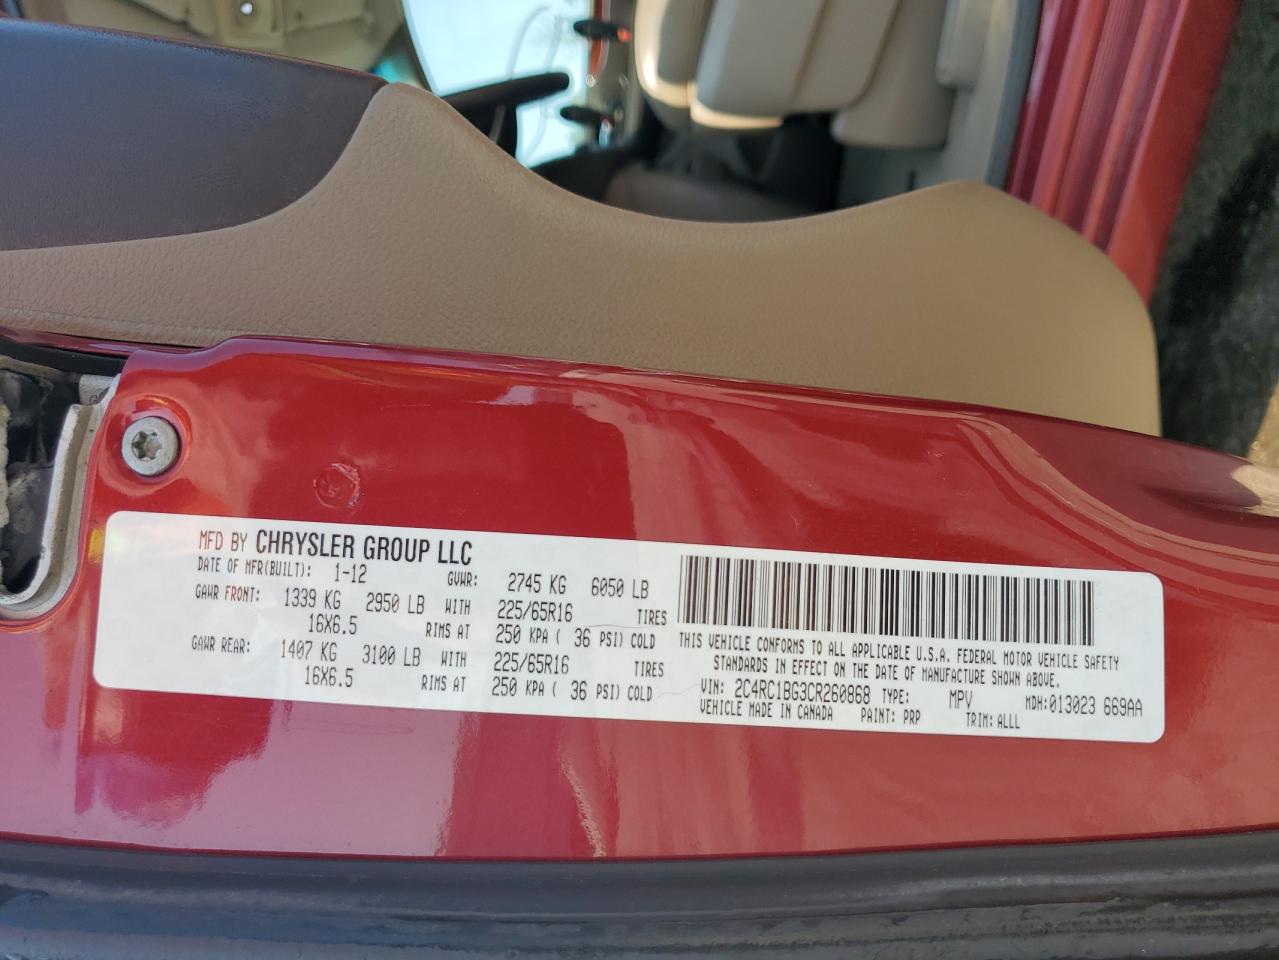 MFD BY CHRYSLER GROUP LLC
DATE OF MFR(BUILT): 1-12 GVWR: 2745 KG 6050 LB
GAWR FRONT: 1339 KG 2950 LB WITH 225/65R16 TIRES
16X6.5 RIMS AT 250 KPA ( 36 PSI) COLD
GAWR REAR: 1407 KG 3100 LB WITH 225/65R16 TIRES
16X6.5 RIMS AT 250 KPA ( 36 PSI) COLD
THIS VEHICLE CONFORMS TO ALL APPLICABLE U.S.A. FEDERAL MOTOR VEHICLE SAFETY
STANDARDS IN EFFECT ON THE DATE OF MANUFACTURE SHOWN ABOVE.
VIN: 2C4RC1BG3CR260868 TYPE: MPV MDH:013023 669AA
VEHICLE MADE IN CANADA PAINT: PRP TRIM: ALLL